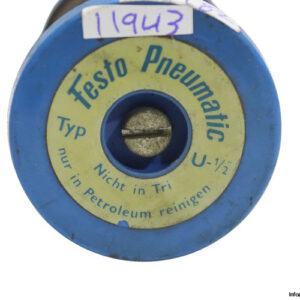 11943
Festo Pneumatic
Typ
U-1/2"
Nicht in Tri
nur in Petroleum reinigen